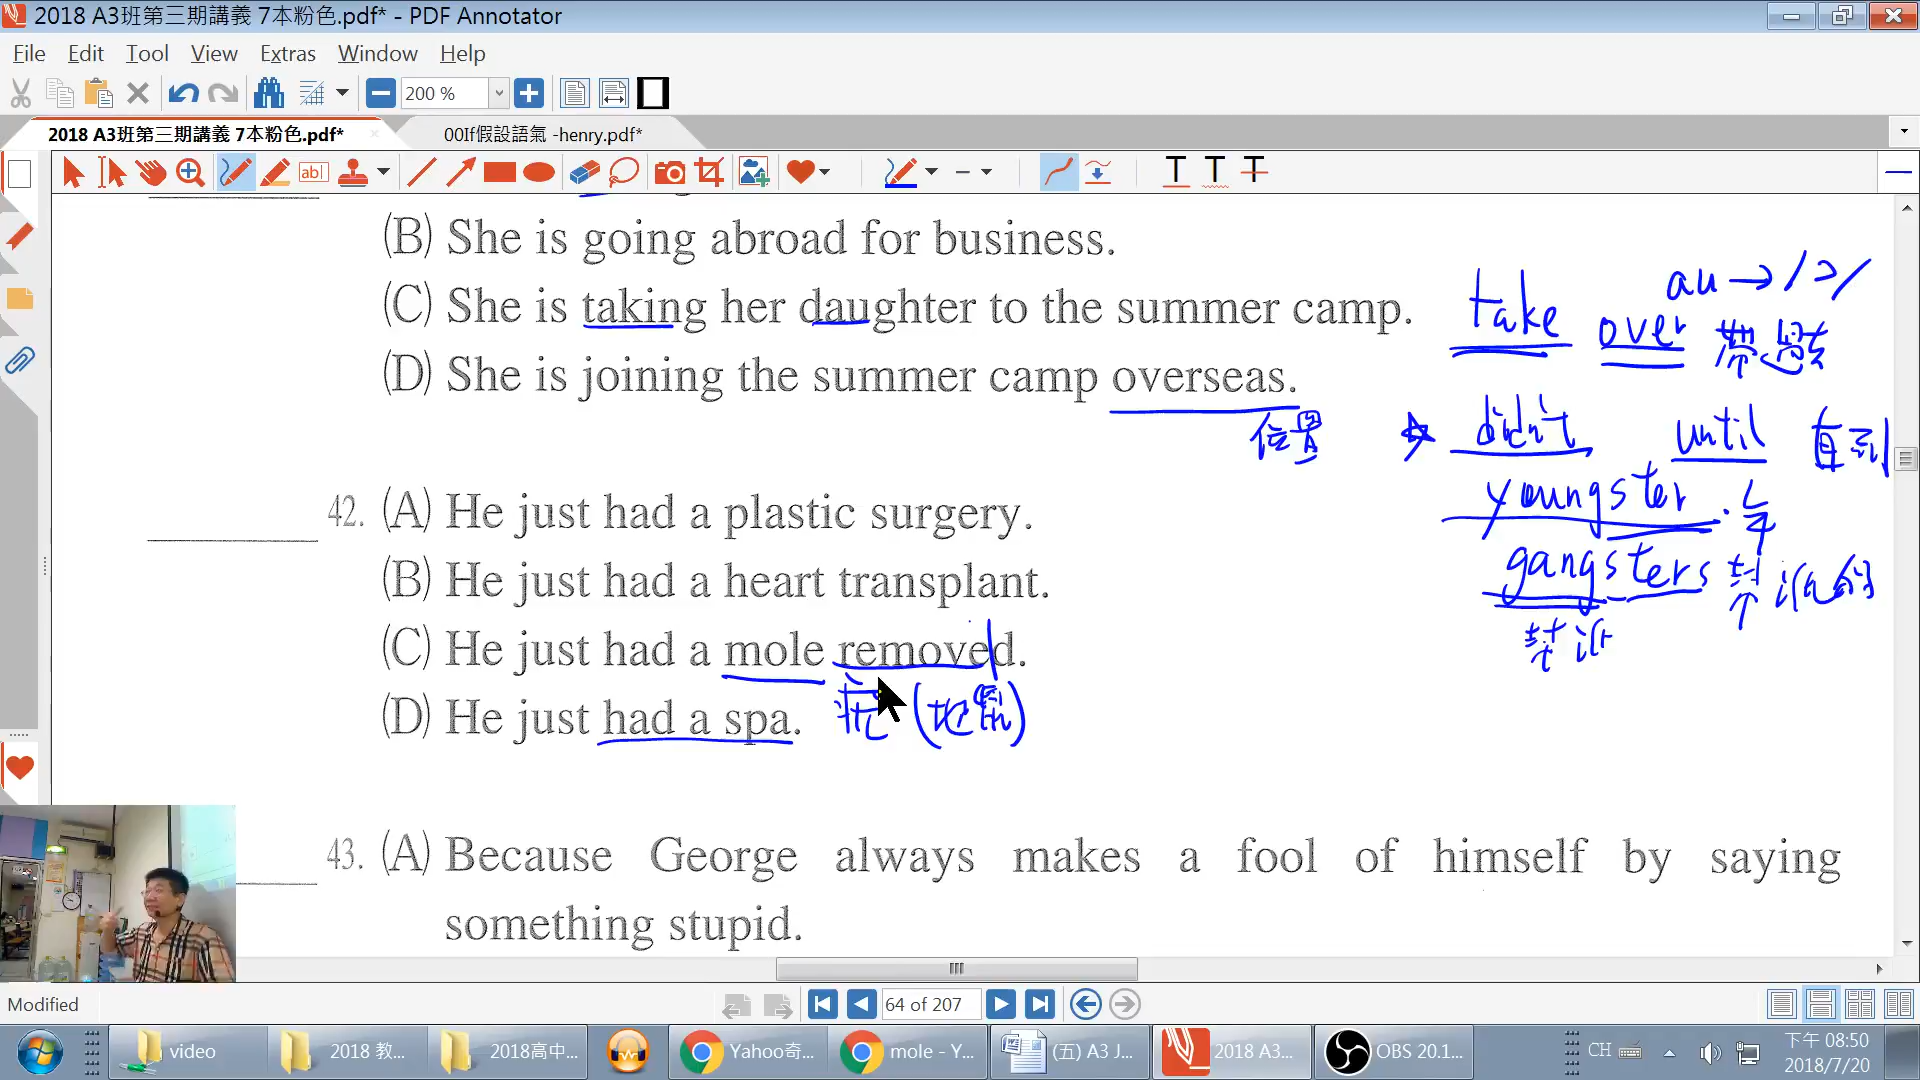 2018 A3班第三期講義 7本粉色.pdf* - PDF Annotator
File Edit Tool View Extras Window Help
200 %
2018 A3班第三期講義 7本粉色.pdf*
00If假設語氣 -henry.pdf*
(B) She is going abroad for business.
(C) She is taking her daughter to the summer camp.
(D) She is joining the summer camp overseas.
au → /ɔ/
take over 帶過去
位置
didn't until 直到
youngster 年
gangsters
42. (A) He just had a plastic surgery.
(B) He just had a heart transplant.
(C) He just had a mole removed.
(D) He just had a spa.
43. (A) Because George always makes a fool of himself by saying
something stupid.
Modified
64 of 207
video
2018 教...
2018高中...
Yahoo奇...
mole - Y...
(五) A3 J...
2018 A3...
OBS 20.1...
CH
下午 08:50
2018/7/20